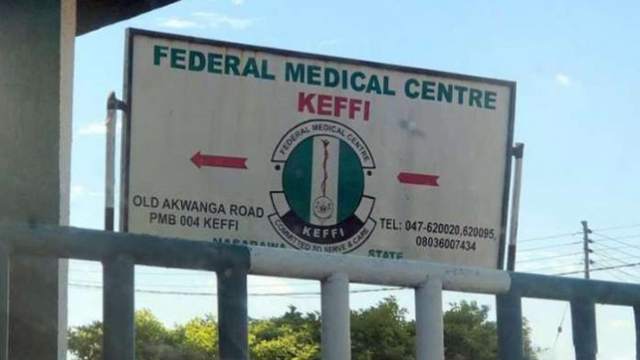 FEDERAL MEDICAL CENTRE
KEFFI
FEDERAL MEDICAL CENTRE
KEFFI
COMMITTED TO SERVE & CARE
OLD AKWANGA ROAD
PMB 004 KEFFI
TEL: 047-620020,620095,
08036007434
NASARAWA STATE